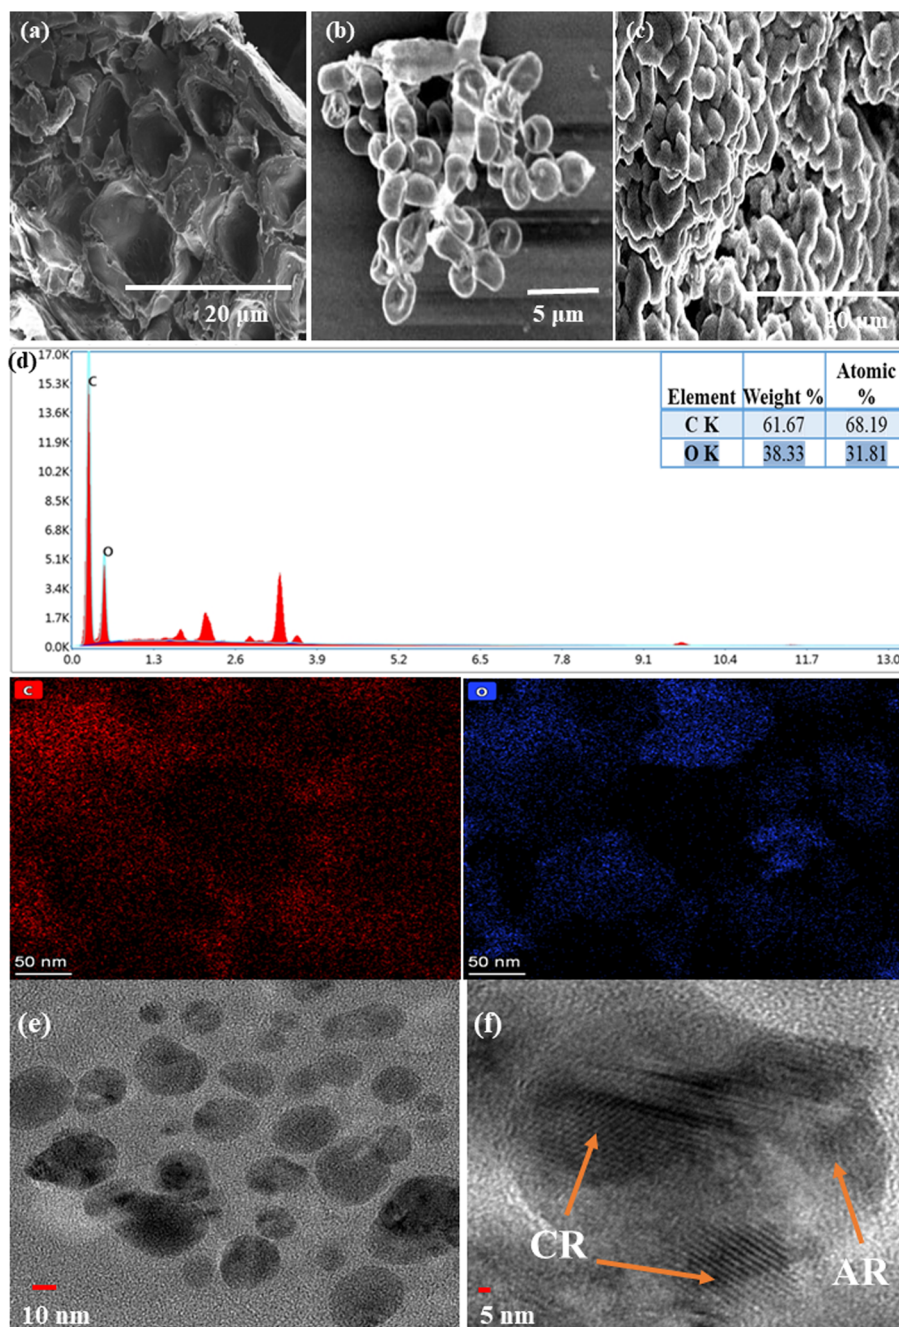 (a) (b) (c)
20 μm 5 μm 20 μm
(d)
17.0K
15.3K
13.6K
11.9K
10.2K
8.5K
6.8K
5.1K
3.4K
1.7K
0.0K
C
O
0.0 1.3 2.6 3.9 5.2 6.5 7.8 9.1 10.4 11.7 13.0
Element Weight % Atomic %
C K 61.67 68.19
O K 38.33 31.81
C
50 nm
O
50 nm
(e)
10 nm
(f)
CR
AR
5 nm